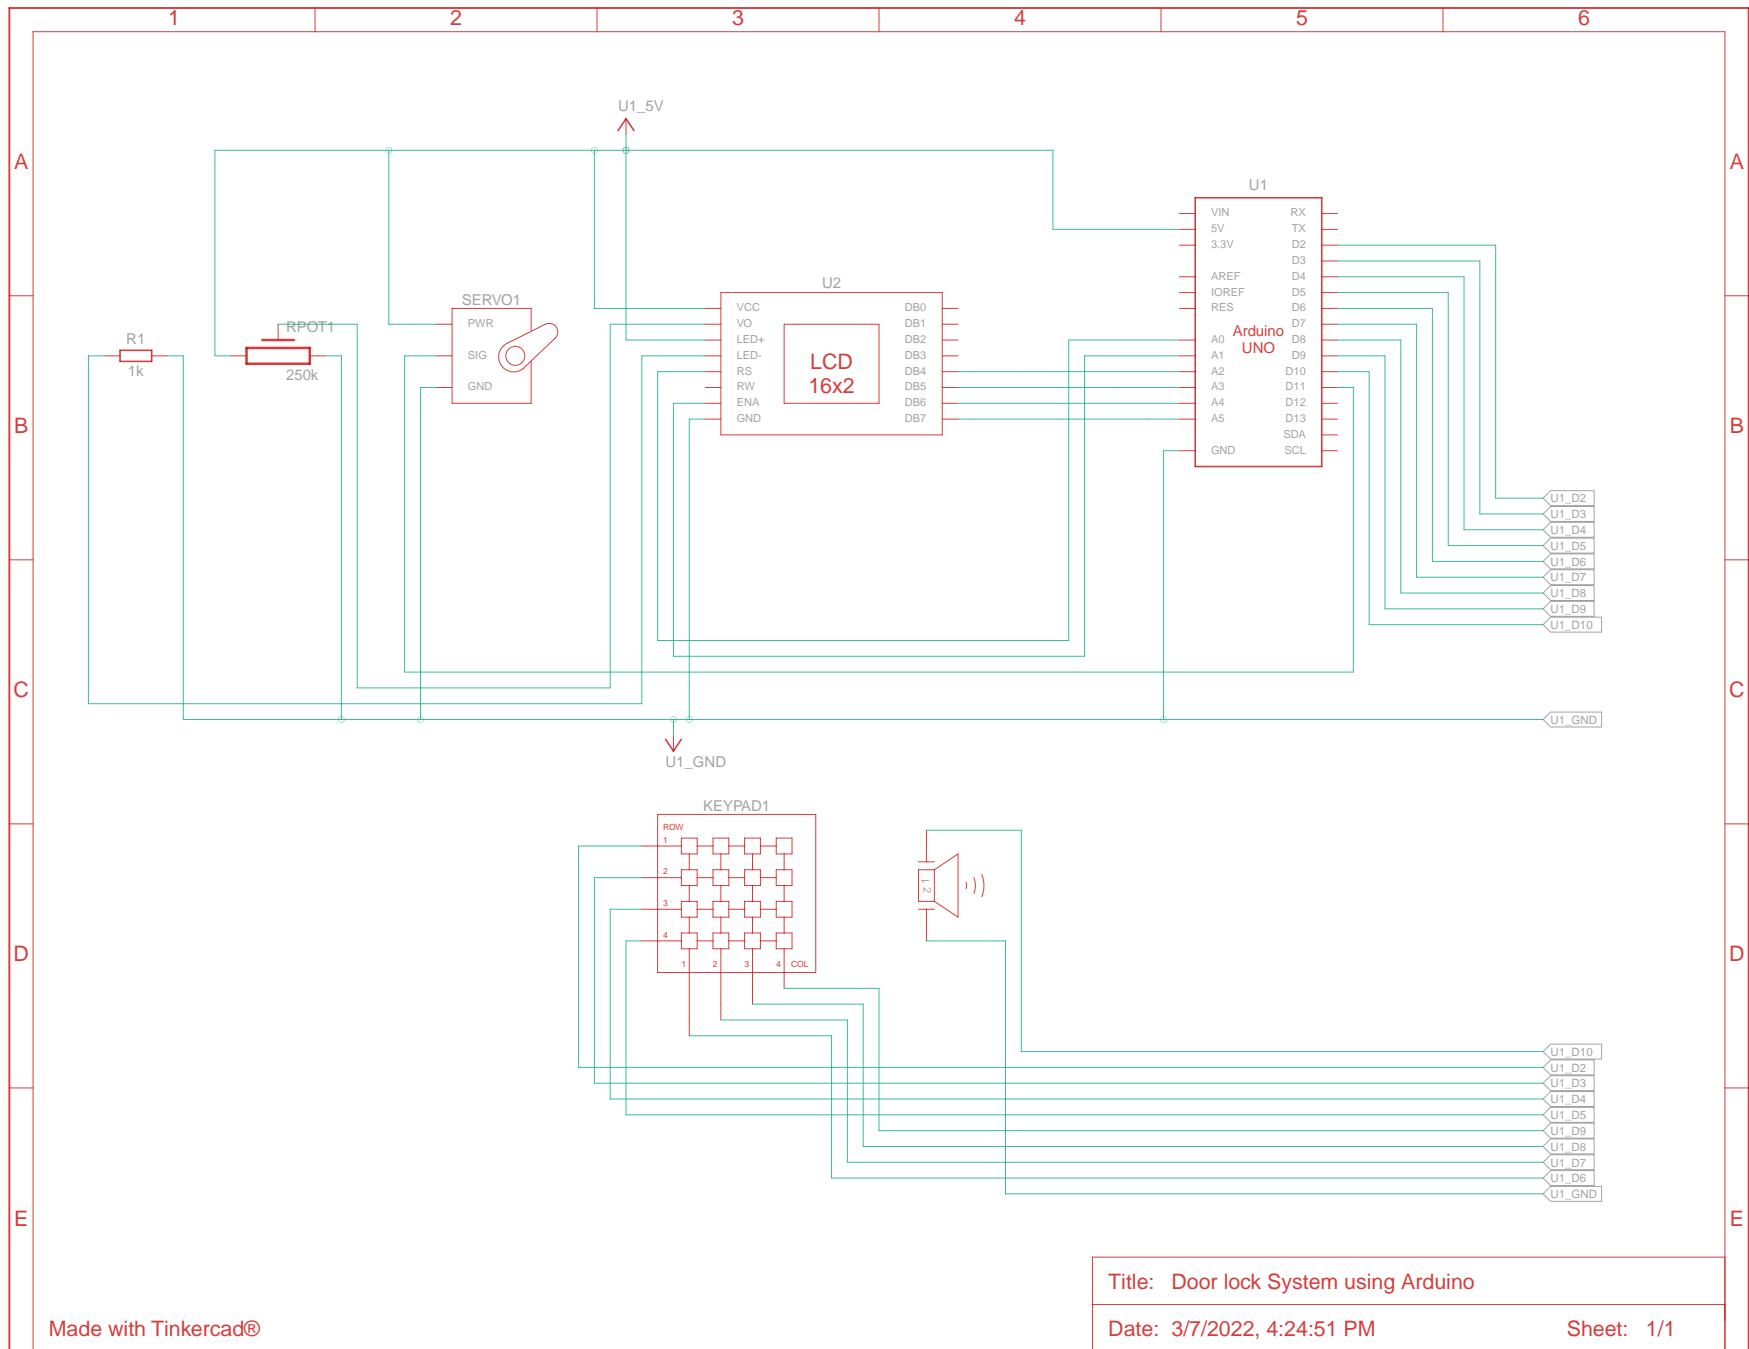 1 2 3 4 5 6
A A
B B
C C
D D
E E
U1_5V
U1
VIN RX
5V TX
3.3V D2
D3
AREF D4
IOREF D5
RES D6
D7
A0 D8
A1 D9
A2 D10
A3 D11
A4 D12
A5 D13
SDA
GND SCL
Arduino
UNO
R1
1k
RPOT1
250k
SERVO1
PWR
SIG
GND
U2
VCC DB0
VO DB1
LED+ DB2
LED- DB3
RS DB4
RW DB5
ENA DB6
GND DB7
LCD
16x2
U1_D2
U1_D3
U1_D4
U1_D5
U1_D6
U1_D7
U1_D8
U1_D9
U1_D10
U1_GND
U1_GND
KEYPAD1
ROW
1
2
3
4
1 2 3 4 COL
1 2
U1_D10
U1_D2
U1_D3
U1_D4
U1_D5
U1_D9
U1_D8
U1_D7
U1_D6
U1_GND
Title: Door lock System using Arduino
Date: 3/7/2022, 4:24:51 PM Sheet: 1/1
Made with Tinkercad®